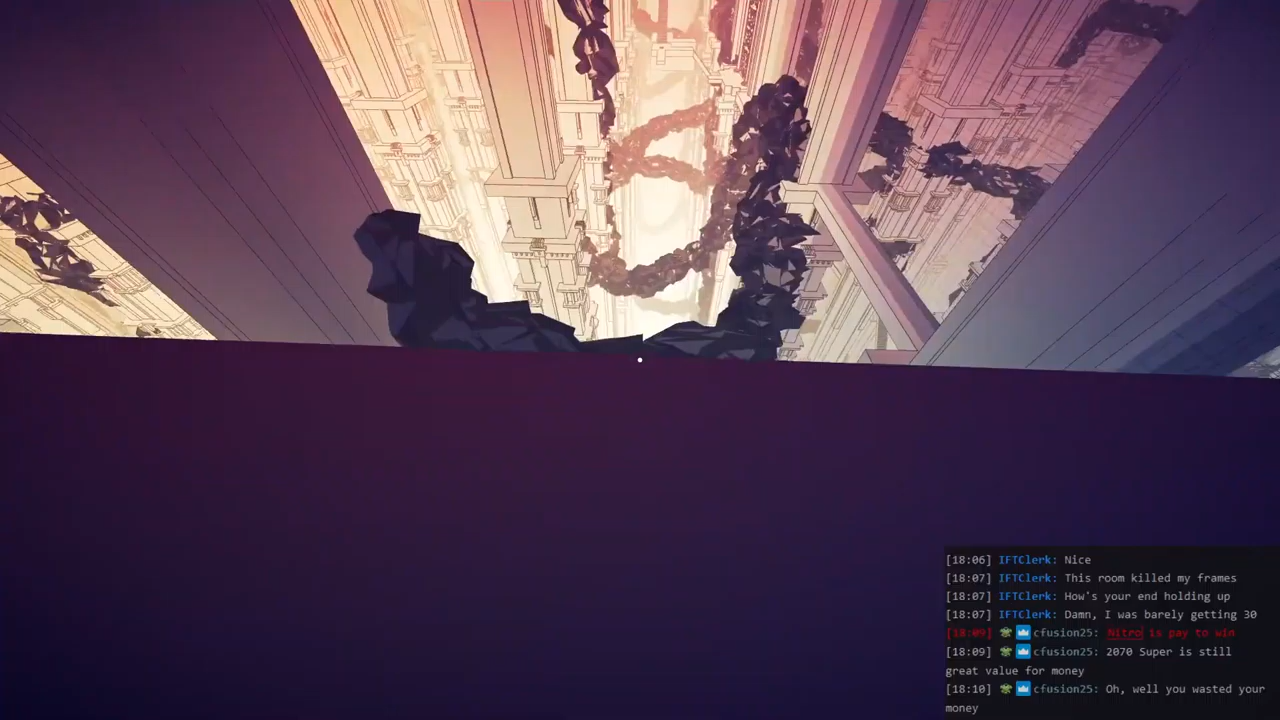 [18:06] IFTClerk: Nice
[18:07] IFTClerk: This room killed my frames
[18:07] IFTClerk: How's your end holding up
[18:07] IFTClerk: Damn, I was barely getting 30
[18:09] cfusion25: Nitro is pay to win
[18:09] cfusion25: 2070 Super is still
great value for money
[18:10] cfusion25: Oh, well you wasted your
money